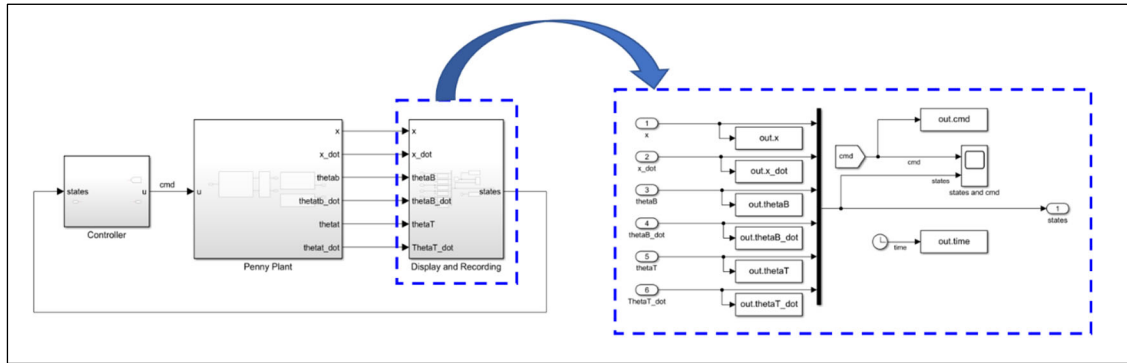 x
x_dot
thetab
thetatb_dot
thetat
thetat_dot
u
Penny Plant
states
u
Controller
cmd
x
x_dot
thetaB
thetaB_dot
thetaT
ThetaT_dot
states
Display and Recording
1
x
out.x
2
x_dot
out.x_dot
3
thetaB
out.thetaB
4
thetaB_dot
out.thetaB_dot
5
thetaT
out.thetaT
6
ThetaT_dot
out.thetaT_dot
out.cmd
cmd
cmd
states
states and cmd
1
states
time
out.time